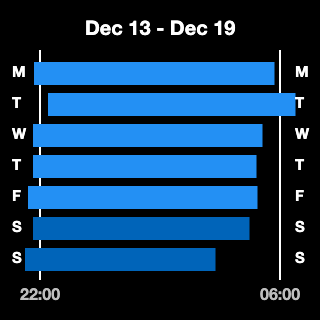 Dec 13 - Dec 19
M M
T T
W W
T T
F F
S S
S S
22:00 06:00